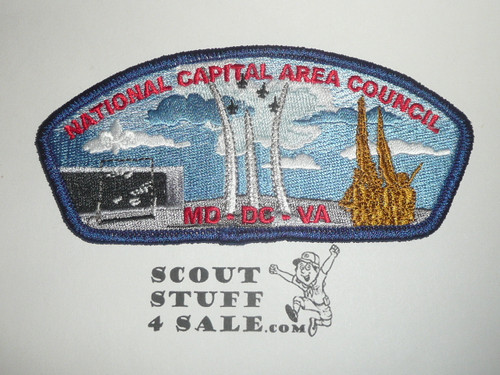 NATIONAL CAPITAL AREA COUNCIL
MD - DC - VA
SCOUT
STUFF
4 SALE.COM